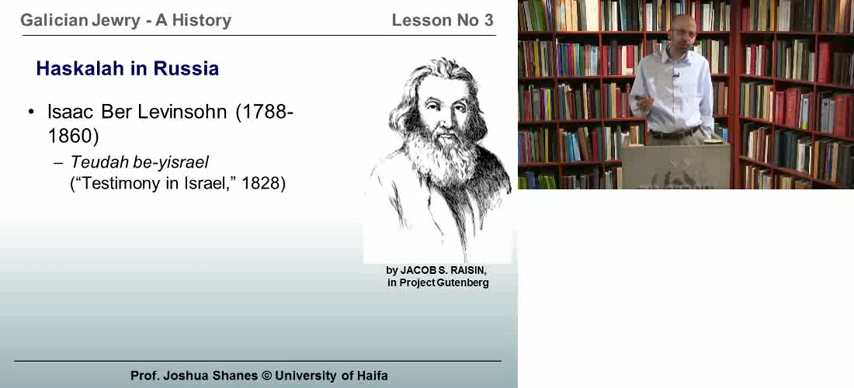 Galician Jewry - A History
Lesson No 3
Haskalah in Russia
• Isaac Ber Levinsohn (1788-
1860)
– Teudah be-yisrael
("Testimony in Israel," 1828)
by JACOB S. RAISIN,
in Project Gutenberg
Prof. Joshua Shanes © University of Haifa